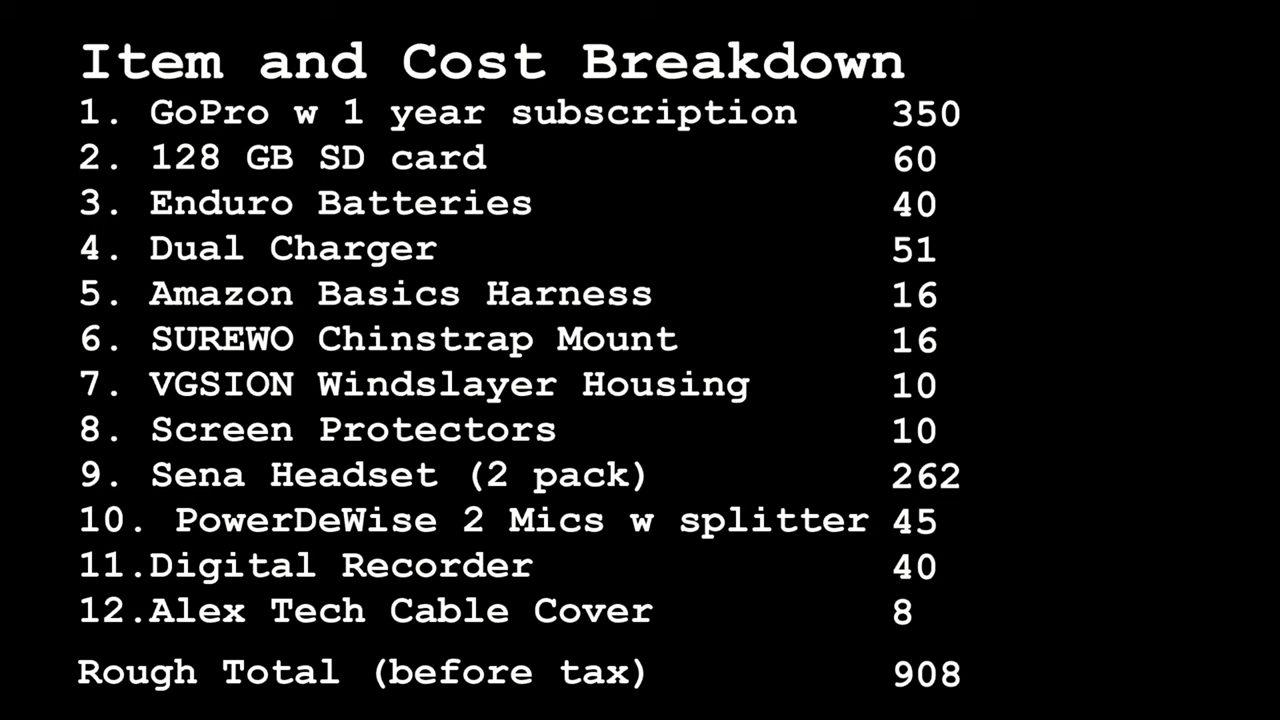 Item and Cost Breakdown
1. GoPro w 1 year subscription 350
2. 128 GB SD card 60
3. Enduro Batteries 40
4. Dual Charger 51
5. Amazon Basics Harness 16
6. SUREWO Chinstrap Mount 16
7. VGSION Windslayer Housing 10
8. Screen Protectors 10
9. Sena Headset (2 pack) 262
10. PowerDeWise 2 Mics w splitter 45
11.Digital Recorder 40
12.Alex Tech Cable Cover 8
Rough Total (before tax) 908